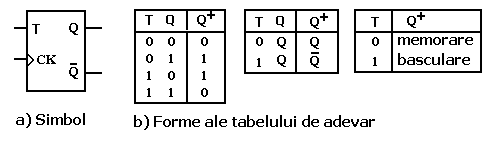 T Q
CK
Q̅
a) Simbol
T Q Q+
0 0 0
0 1 1
1 0 1
1 1 0
T Q Q+
0 Q Q
1 Q Q̅
T Q+
0 memorare
1 basculare
b) Forme ale tabelului de adevar